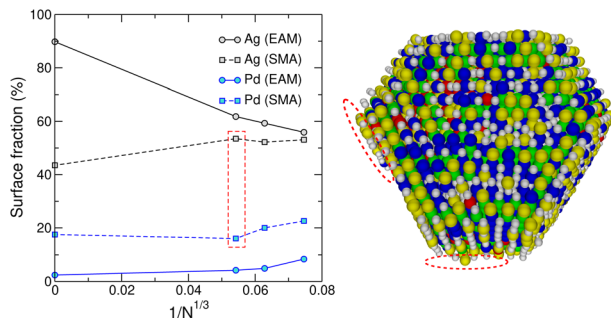 100
80
60
40
20
0
Surface fraction (%)
Ag (EAM)
Ag (SMA)
Pd (EAM)
Pd (SMA)
0 0.02 0.04 0.06 0.08
1/N^{1/3}